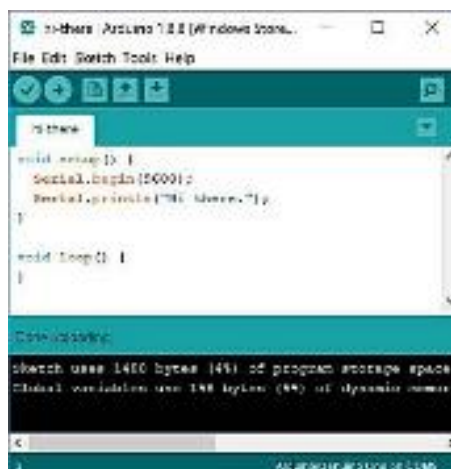 hi-there | Arduino 1.8.8 (Windows Store...
File Edit Sketch Tools Help
hi-there
void setup() {
Serial.begin(9600);
Serial.println("Hi there.");
}
void loop() {
}
Done uploading.
Sketch uses 1480 bytes (4%) of program storage space
Global variables use 198 bytes (9%) of dynamic memor